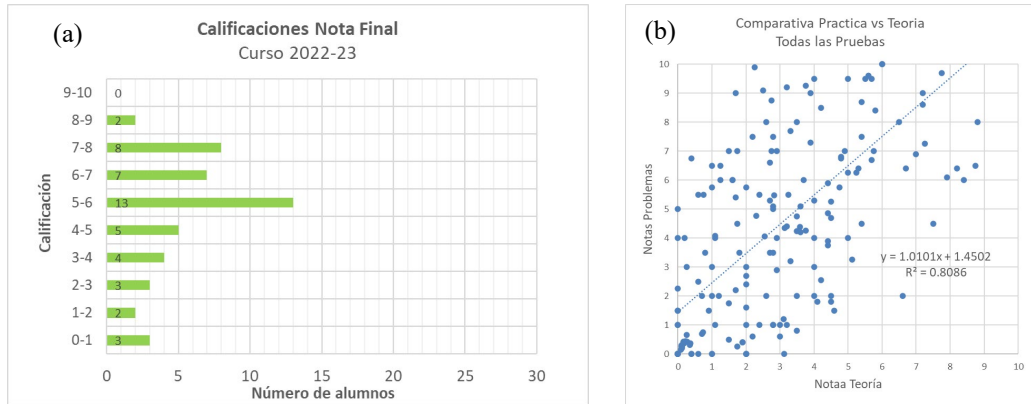 (a)
Calificaciones Nota Final
Curso 2022-23
Calificación
9-10
0
8-9
2
7-8
8
6-7
7
5-6
13
4-5
5
3-4
4
2-3
3
1-2
2
0-1
3
0 5 10 15 20 25 30
Número de alumnos
(b)
Comparativa Practica vs Teoria
Todas las Pruebas
Notas Problemas
10
9
8
7
6
5
4
3
2
1
0
y = 1.0101x + 1.4502
R² = 0.8086
0 1 2 3 4 5 6 7 8 9 10
Notaa Teoría